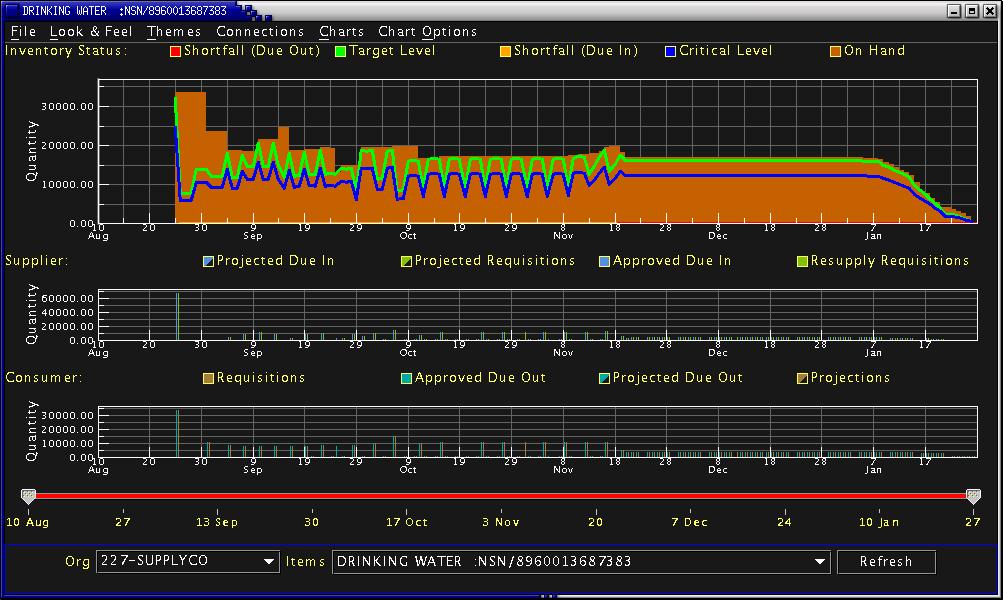 DRINKING WATER :NSN/8960013687383
File Look & Feel Themes Connections Charts Chart Options
Inventory Status: Shortfall (Due Out) Target Level Shortfall (Due In) Critical Level On Hand
Quantity
30000.00
20000.00
10000.00
0.00
10 20 30 9 19 29 9 19 29 8 18 28 8 18 28 7 17
Aug Sep Oct Nov Dec Jan
Supplier: Projected Due In Projected Requisitions Approved Due In Resupply Requisitions
Quantity
60000.00
40000.00
20000.00
0.00
10 20 30 9 19 29 9 19 29 8 18 28 8 18 28 7 17
Aug Sep Oct Nov Dec Jan
Consumer: Requisitions Approved Due Out Projected Due Out Projections
Quantity
30000.00
20000.00
10000.00
0.00
10 20 30 9 19 29 9 19 29 8 18 28 8 18 28 7 17
Aug Sep Oct Nov Dec Jan
10 Aug 27 13 Sep 30 17 Oct 3 Nov 20 7 Dec 24 10 Jan 27
Org 227-SUPPLYCO Items DRINKING WATER :NSN/8960013687383 Refresh